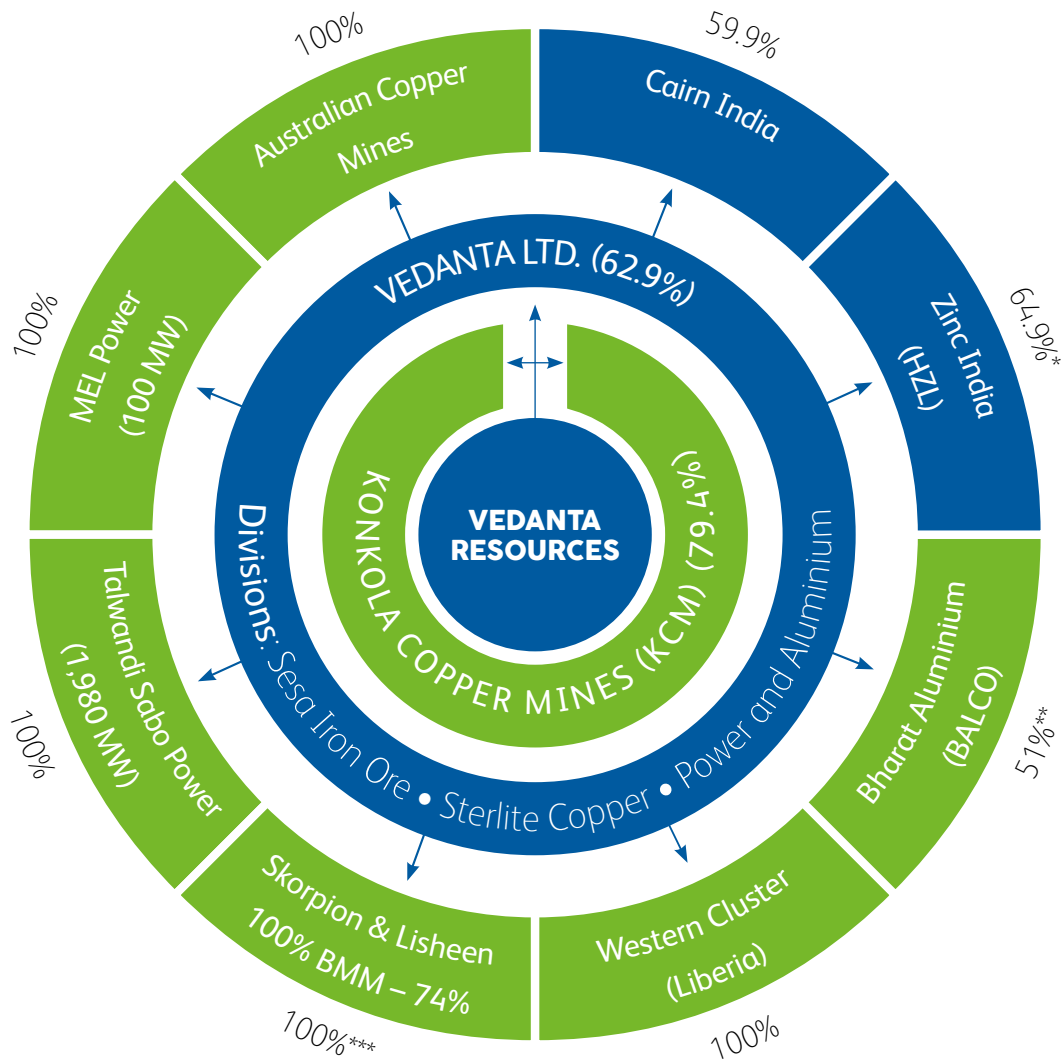 100%
Australian Copper
Mines
59.9%
Cairn India
64.9%*
Zinc India
(HZL)
51%**
Bharat Aluminium
(BALCO)
100%
Western Cluster
(Liberia)
100%***
Skorpion & Lisheen
100% BMM – 74%
100%
Talwandi Sabo Power
(1,980 MW)
100%
MEL Power
(100 MW)
VEDANTA LTD. (62.9%)
Divisions: Sesa Iron Ore • Sterlite Copper • Power and Aluminium
KONKOLA COPPER MINES (KCM) (79.4%)
VEDANTA
RESOURCES